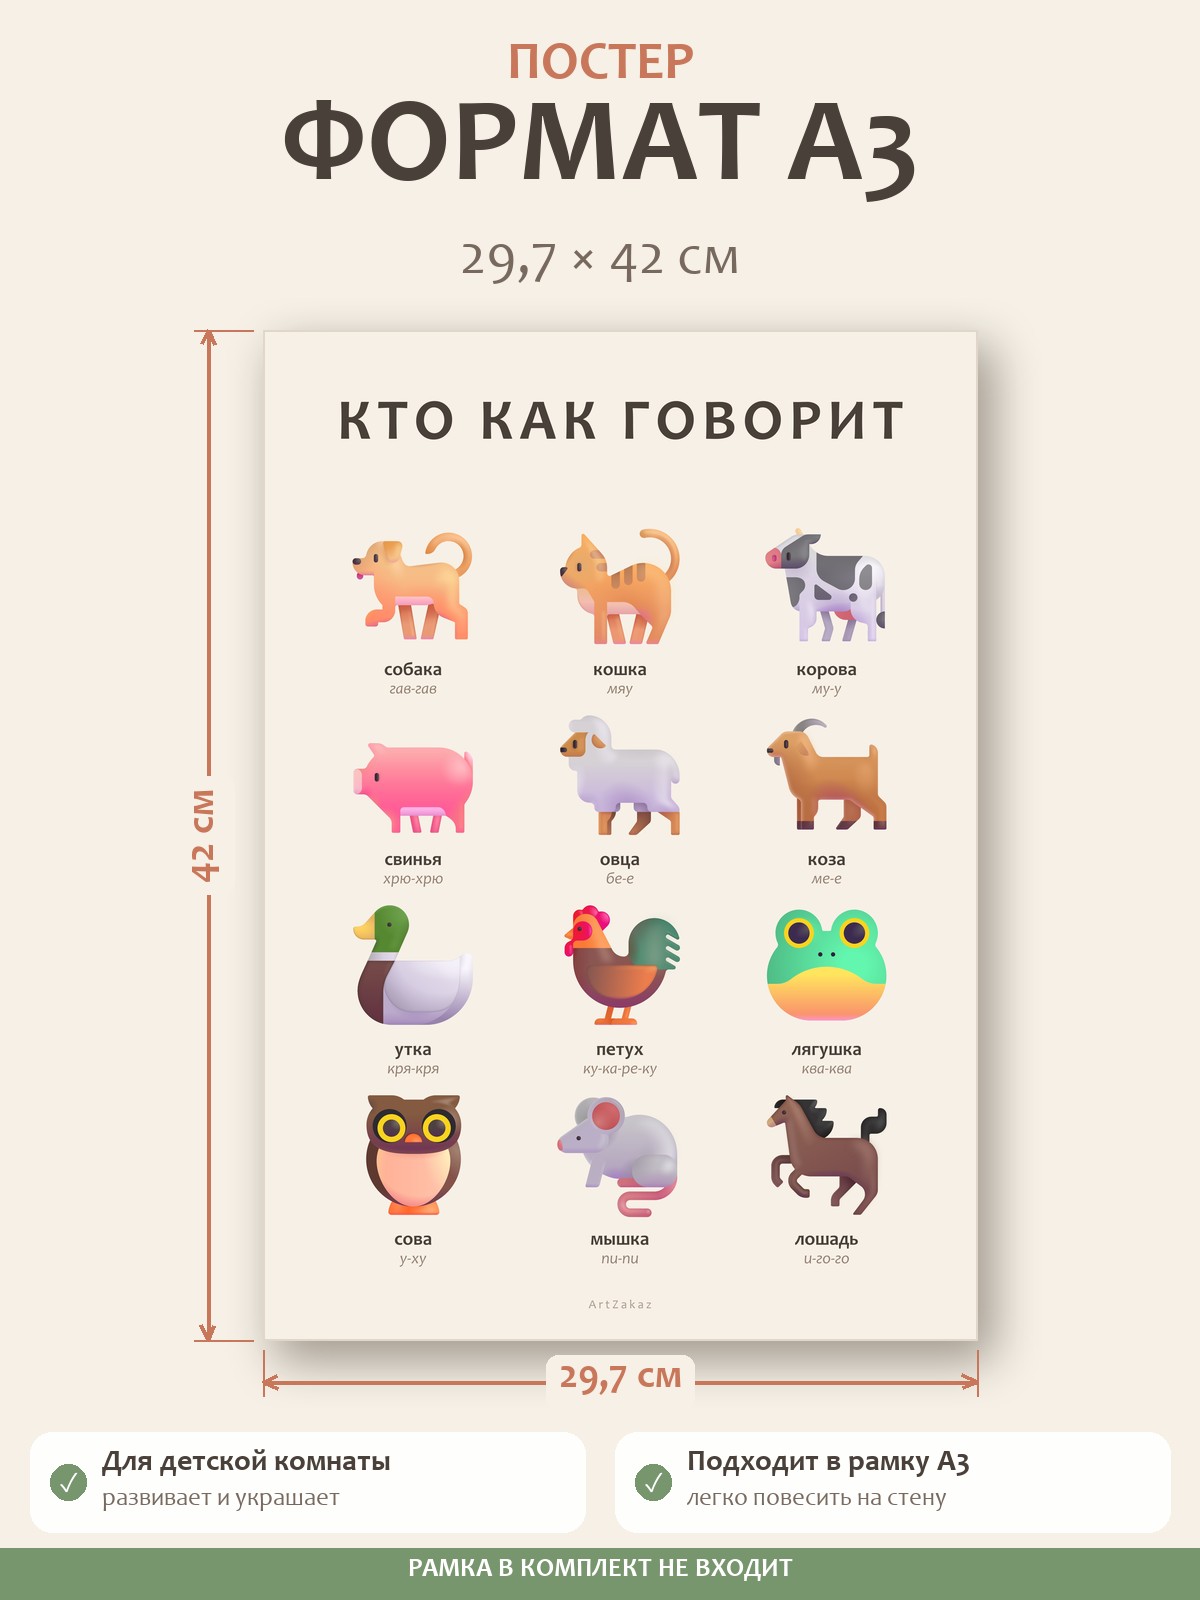 ПОСТЕР
ФОРМАТ А3
29,7 × 42 см
КТО КАК ГОВОРИТ
собака кошка корова
гав-гав мяу му-у
свинья овца коза
хрю-хрю бе-е ме-е
утка петух лягушка
кря-кря ку-ка-ре-ку ква-ква
сова мышка лошадь
у-ху пи-пи и-го-го
ArtZakaz
42 см
29,7 см
Для детской комнаты
развивает и украшает
Подходит в рамку А3
легко повесить на стену
РАМКА В КОМПЛЕКТ НЕ ВХОДИТ